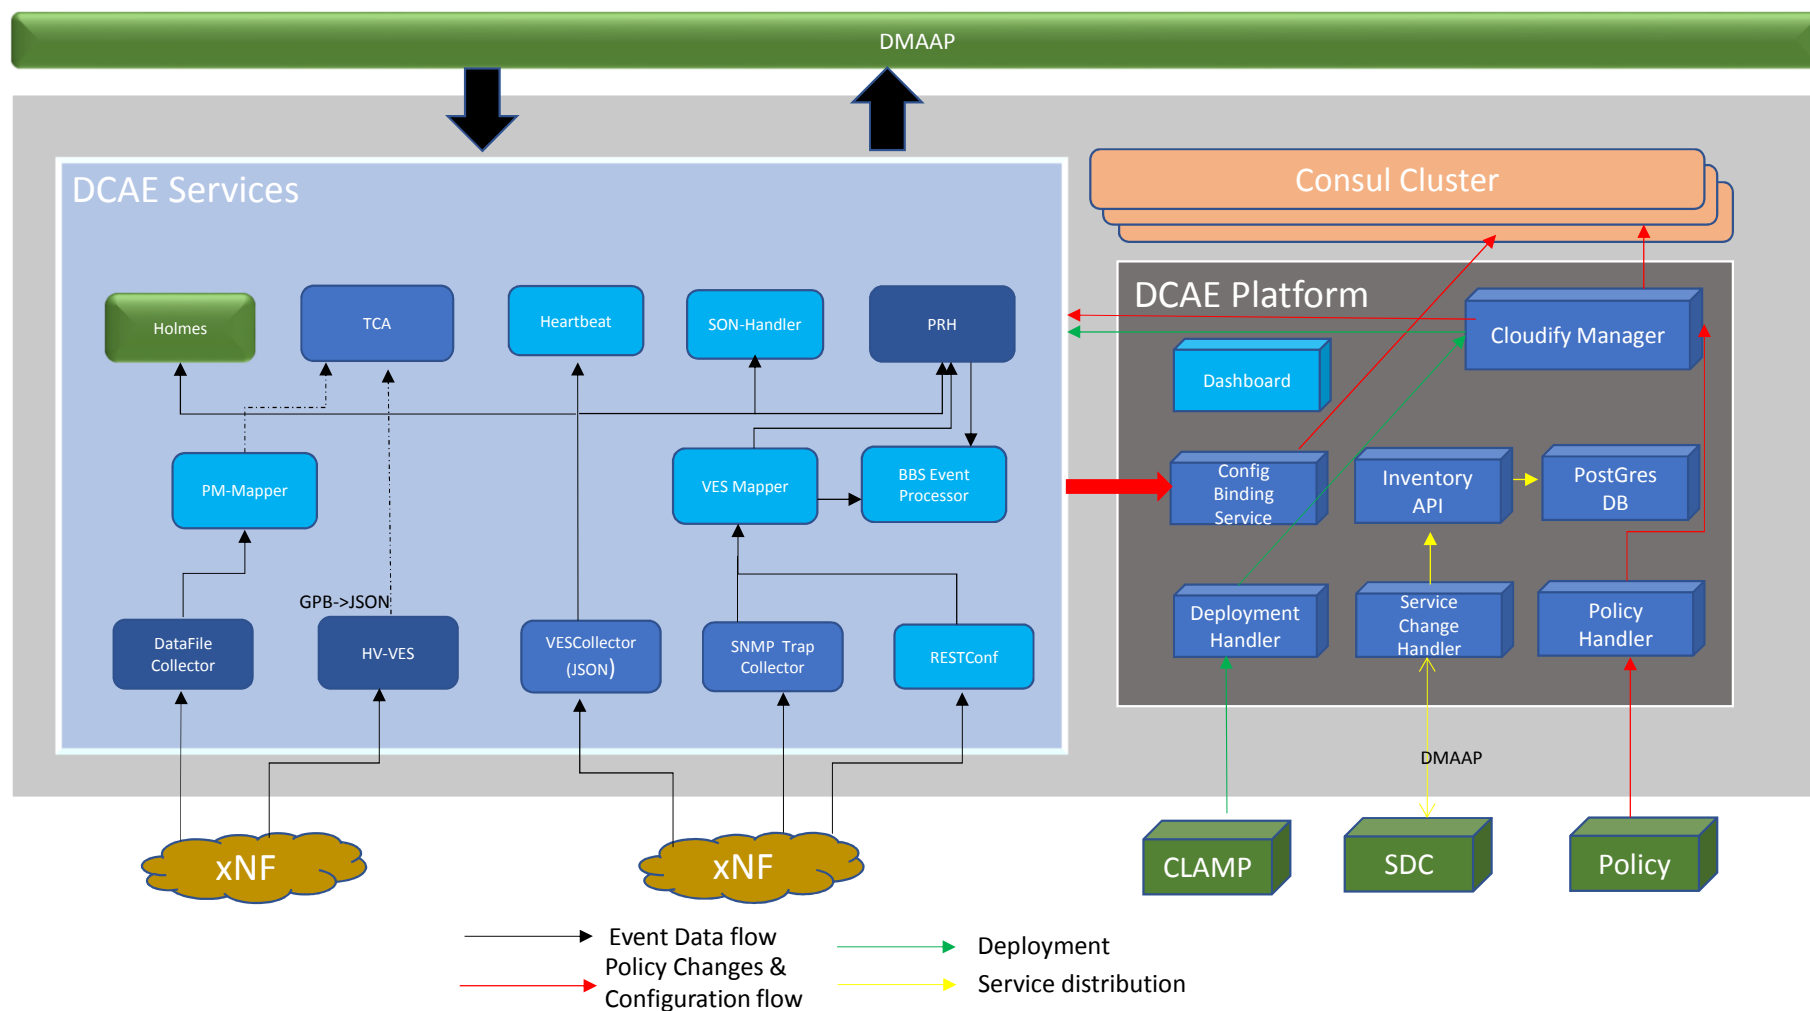 DMAAP
DCAE Services
Consul Cluster
DCAE Platform
Holmes
TCA
Heartbeat
SON-Handler
PRH
Cloudify Manager
Dashboard
PM-Mapper
VES Mapper
BBS Event
Processor
Config
Binding
Service
Inventory
API
PostGres
DB
GPB->JSON
DataFile
Collector
HV-VES
VESCollector
(JSON)
SNMP Trap
Collector
RESTConf
Deployment
Handler
Service
Change
Handler
Policy
Handler
DMAAP
xNF
xNF
CLAMP
SDC
Policy
Event Data flow
Policy Changes &
Configuration flow
Deployment
Service distribution